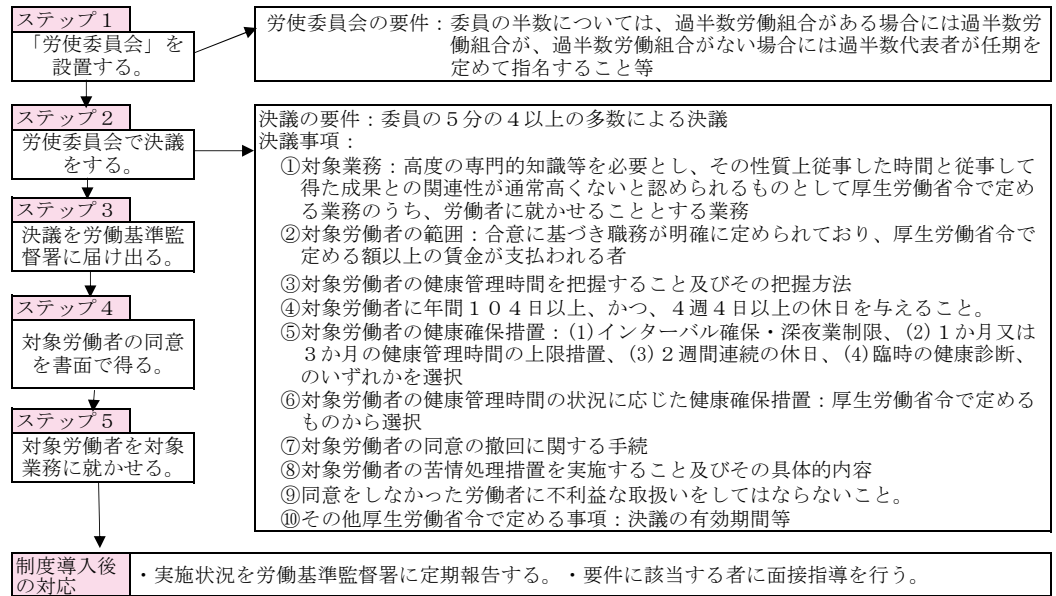 ステップ１
「労使委員会」を
設置する。
労使委員会の要件：委員の半数については、過半数労働組合がある場合には過半数労
働組合が、過半数労働組合がない場合には過半数代表者が任期を
定めて指名すること等
ステップ２
労使委員会で決議
をする。
決議の要件：委員の５分の４以上の多数による決議
決議事項：
①対象業務：高度の専門的知識等を必要とし、その性質上従事した時間と従事して
得た成果との関連性が通常高くないと認められるものとして厚生労働省令で定め
る業務のうち、労働者に就かせることとする業務
②対象労働者の範囲：合意に基づき職務が明確に定められており、厚生労働省令で
定める額以上の賃金が支払われる者
③対象労働者の健康管理時間を把握すること及びその把握方法
④対象労働者に年間１０４日以上、かつ、４週４日以上の休日を与えること。
⑤対象労働者の健康確保措置：(1)インターバル確保・深夜業制限、(2)１か月又は
３か月の健康管理時間の上限措置、(3)２週間連続の休日、(4)臨時の健康診断、
のいずれかを選択
⑥対象労働者の健康管理時間の状況に応じた健康確保措置：厚生労働省令で定める
ものから選択
⑦対象労働者の同意の撤回に関する手続
⑧対象労働者の苦情処理措置を実施すること及びその具体的内容
⑨同意をしなかった労働者に不利益な取扱いをしてはならないこと。
⑩その他厚生労働省令で定める事項：決議の有効期間等
ステップ３
決議を労働基準監
督署に届け出る。
ステップ４
対象労働者の同意
を書面で得る。
ステップ５
対象労働者を対象
業務に就かせる。
制度導入後
の対応
・実施状況を労働基準監督署に定期報告する。・要件に該当する者に面接指導を行う。